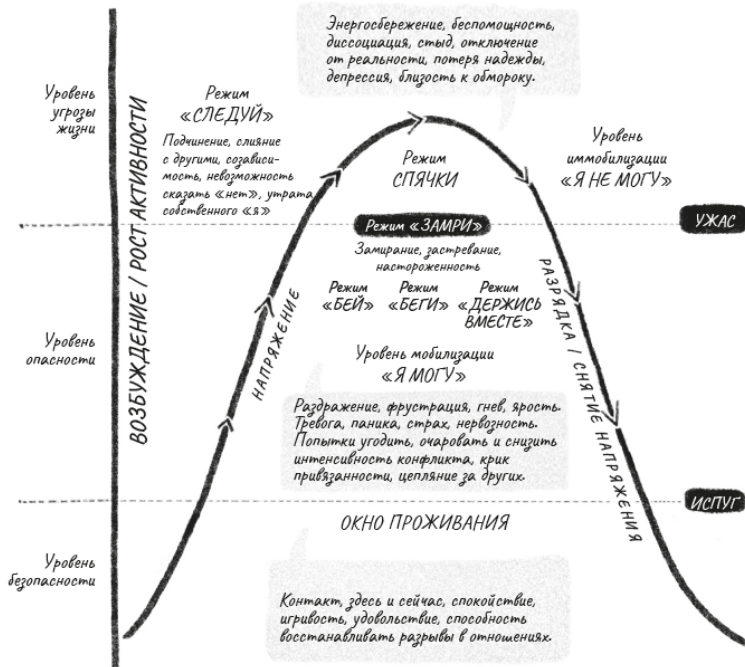 Энергосбережение, беспомощность,
диссоциация, стыд, отключение
от реальности, потеря надежды,
депрессия, близость к обмороку.
Уровень
угрозы
жизни
ВОЗБУЖДЕНИЕ / РОСТ АКТИВНОСТИ
Режим
«СЛЕДУЙ»
Подчинение, слияние
с другими, созависи-
мость, невозможность
сказать «нет», утрата
собственного «я»
Режим
СПЯЧКИ
Уровень
иммобилизации
«Я НЕ МОГУ»
Режим «ЗАМРИ»
УЖАС
Замирание, застревание,
настороженность
Режим
«БЕЙ»
Режим
«БЕГИ»
Режим
«ДЕРЖИСЬ
ВМЕСТЕ»
НАПРЯЖЕНИЕ
РАЗРЯДКА / СНЯТИЕ НАПРЯЖЕНИЯ
Уровень
опасности
Уровень мобилизации
«Я МОГУ»
Раздражение, фрустрация, гнев, ярость.
Тревога, паника, страх, нервозность.
Попытки угодить, очаровать и снизить
интенсивность конфликта, крик
привязанности, цепляние за других.
ИСПУГ
ОКНО ПРОЖИВАНИЯ
Уровень
безопасности
Контакт, здесь и сейчас, спокойствие,
игривость, удовольствие, способность
восстанавливать разрывы в отношениях.